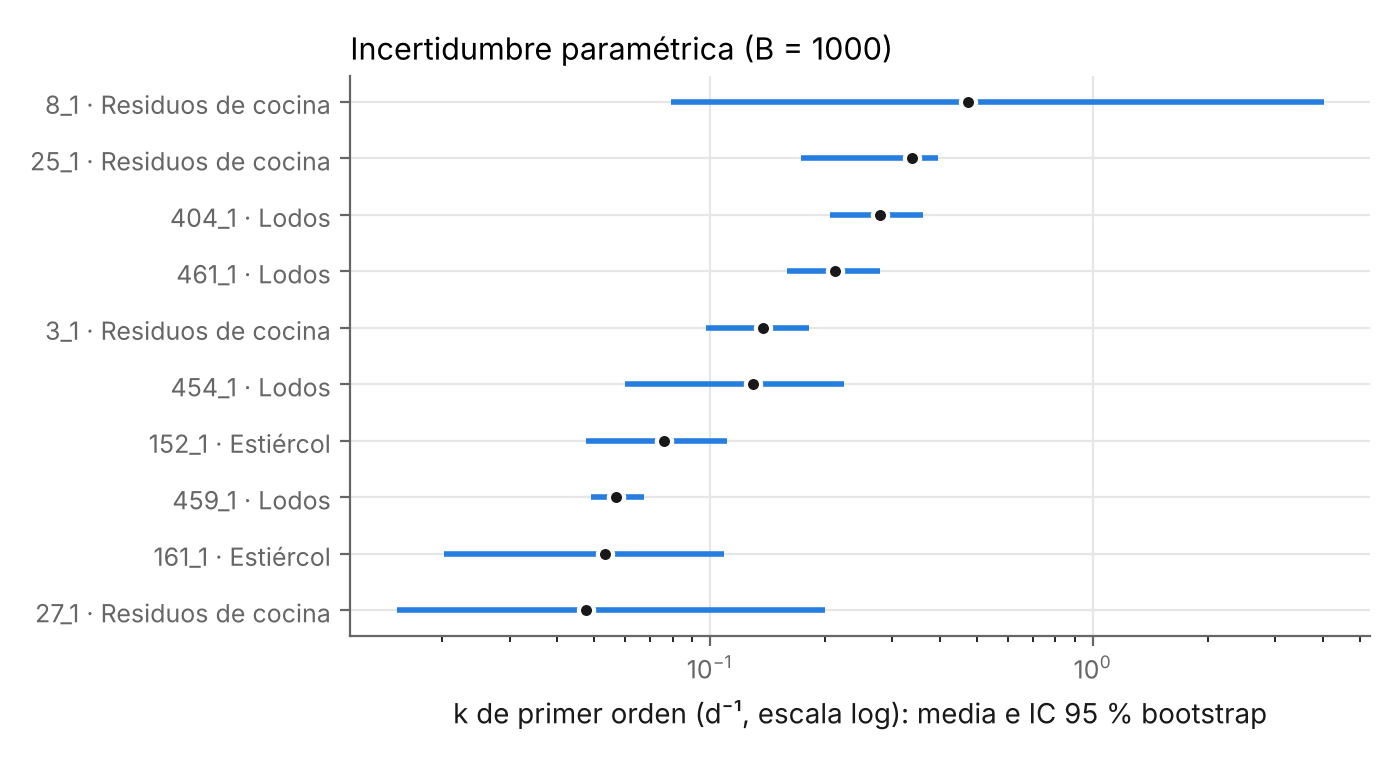 Incertidumbre paramétrica (B = 1000)
8_1 · Residuos de cocina
25_1 · Residuos de cocina
404_1 · Lodos
461_1 · Lodos
3_1 · Residuos de cocina
454_1 · Lodos
152_1 · Estiércol
459_1 · Lodos
161_1 · Estiércol
27_1 · Residuos de cocina
10⁻¹ 10⁰
k de primer orden (d⁻¹, escala log): media e IC 95 % bootstrap